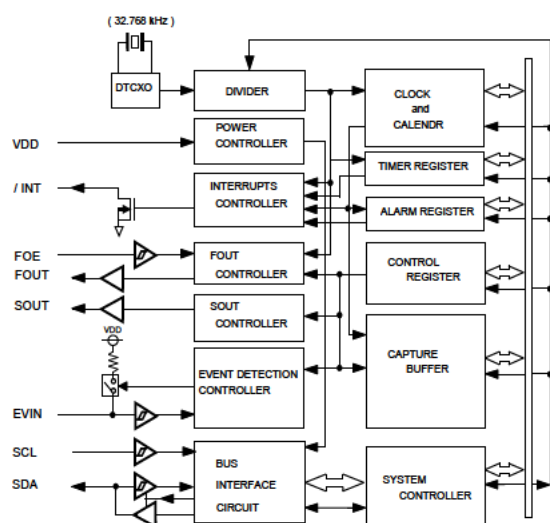 ( 32.768 kHz )
DTCXO
DIVIDER
CLOCK
and
CALENDR
VDD
POWER
CONTROLLER
TIMER REGISTER
/ INT
INTERRUPTS
CONTROLLER
ALARM REGISTER
FOE
FOUT
FOUT
CONTROLLER
CONTROL
REGISTER
SOUT
SOUT
CONTROLLER
VDD
EVENT DETECTION
CONTROLLER
CAPTURE
BUFFER
EVIN
SCL
SDA
BUS
INTERFACE
CIRCUIT
SYSTEM
CONTROLLER